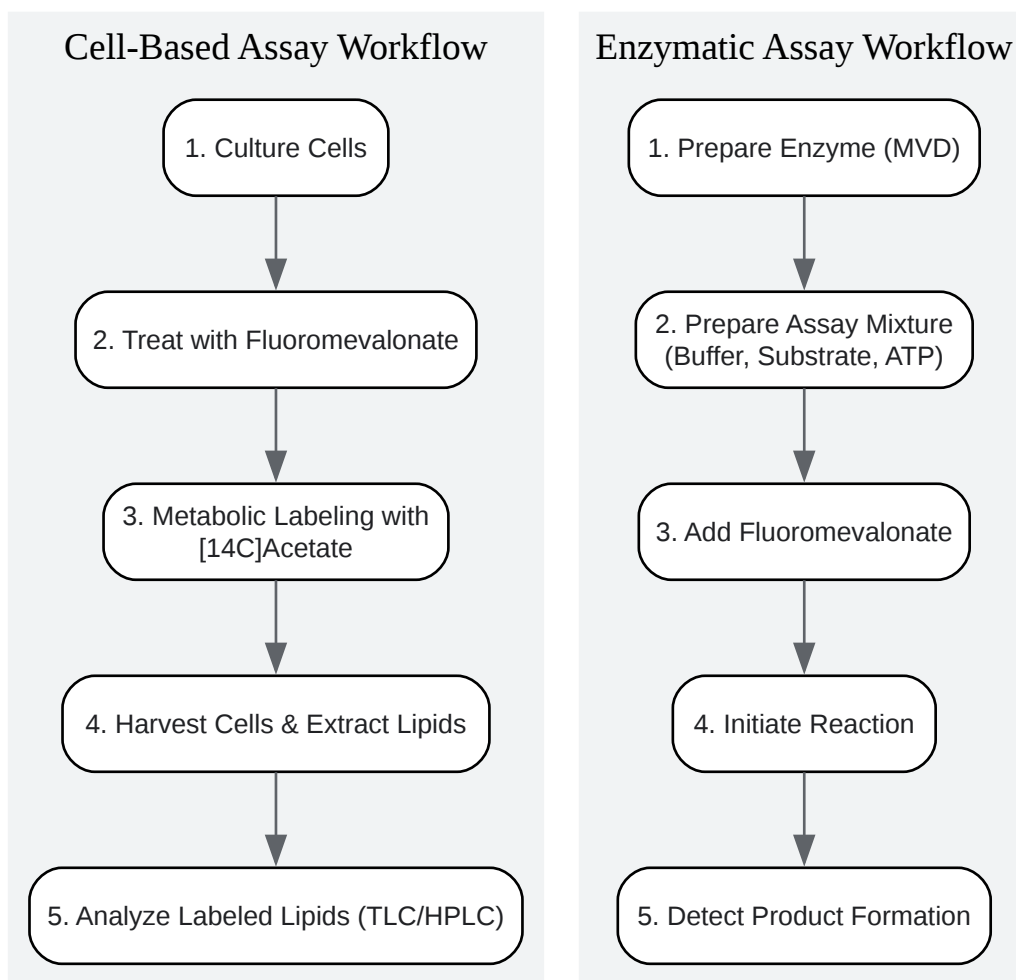 Cell-Based Assay Workflow
1. Culture Cells
2. Treat with Fluoromevalonate
3. Metabolic Labeling with
[14C]Acetate
4. Harvest Cells & Extract Lipids
5. Analyze Labeled Lipids (TLC/HPLC)
Enzymatic Assay Workflow
1. Prepare Enzyme (MVD)
2. Prepare Assay Mixture
(Buffer, Substrate, ATP)
3. Add Fluoromevalonate
4. Initiate Reaction
5. Detect Product Formation